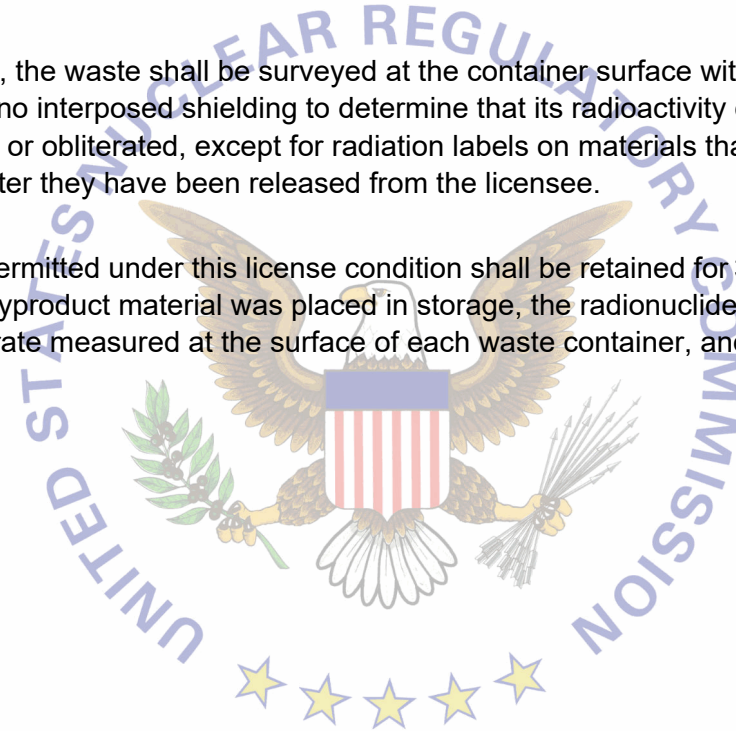 UNITED STATES NUCLEAR REGULATORY COMMISSION
, the waste shall be surveyed at the container surface wit
no interposed shielding to determine that its radioactivity
or obliterated, except for radiation labels on materials tha
ter they have been released from the licensee.
ermitted under this license condition shall be retained for
yproduct material was placed in storage, the radionuclide
rate measured at the surface of each waste container, and